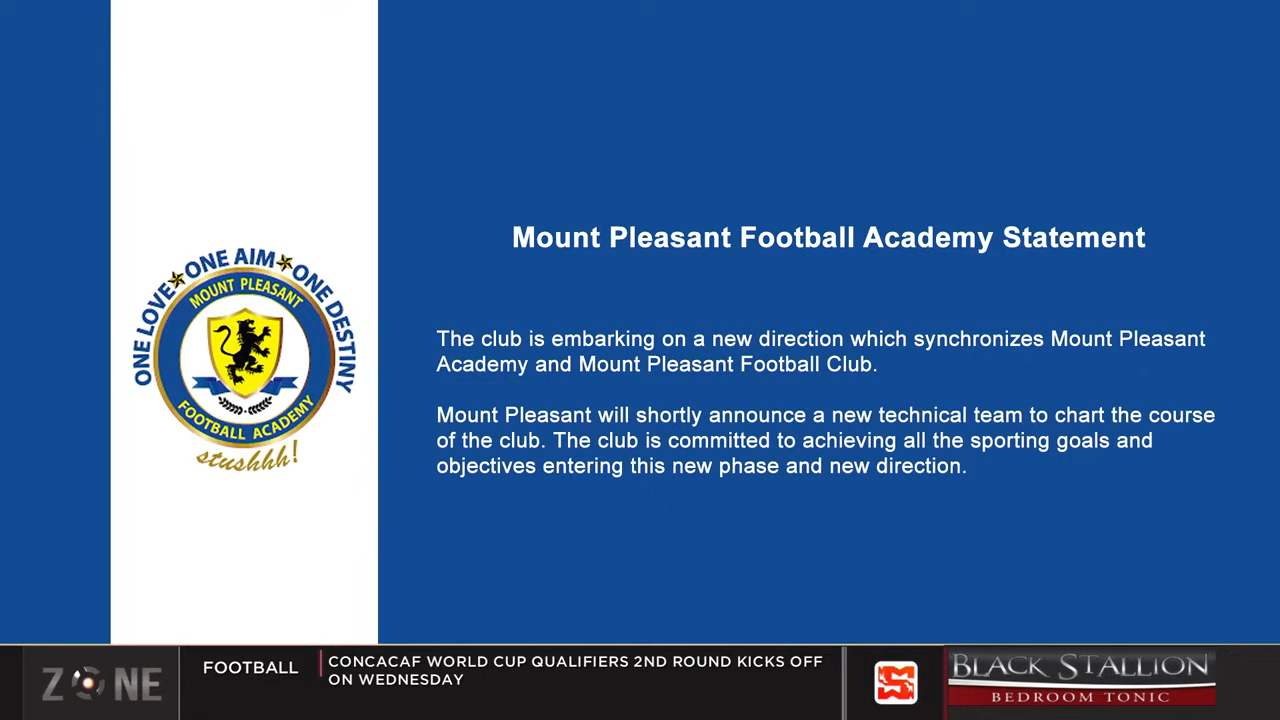 Mount Pleasant Football Academy Statement
ONE LOVE ONE AIM ONE DESTINY
MOUNT PLEASANT
FOOTBALL ACADEMY
stushhh!
The club is embarking on a new direction which synchronizes Mount Pleasant
Academy and Mount Pleasant Football Club.
Mount Pleasant will shortly announce a new technical team to chart the course
of the club. The club is committed to achieving all the sporting goals and
objectives entering this new phase and new direction.
ZONE
FOOTBALL
CONCACAF WORLD CUP QUALIFIERS 2ND ROUND KICKS OFF
ON WEDNESDAY
BLACK STALLION
BEDROOM TONIC